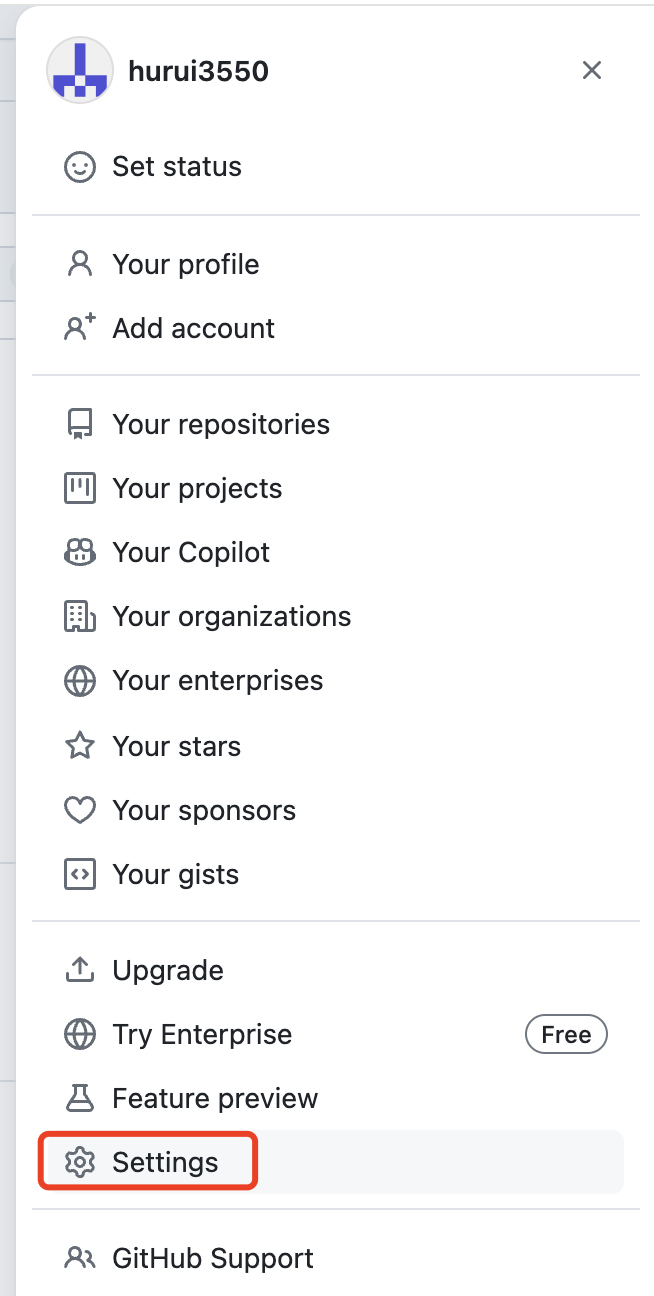 hurui3550
Set status
Your profile
Add account
Your repositories
Your projects
Your Copilot
Your organizations
Your enterprises
Your stars
Your sponsors
Your gists
Upgrade
Try Enterprise Free
Feature preview
Settings
GitHub Support